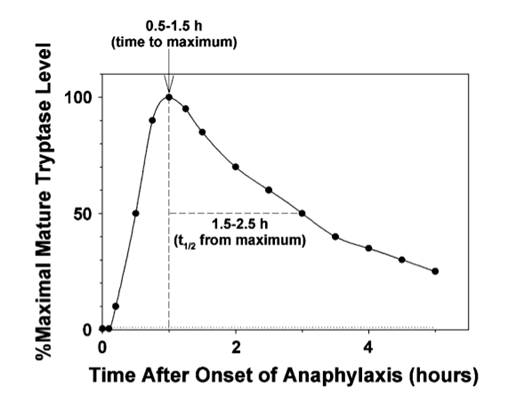 0.5-1.5 h
(time to maximum)
%Maximal Mature Tryptase Level
100
50
1.5-2.5 h
(t1/2 from maximum)
0
0
2
4
Time After Onset of Anaphylaxis (hours)